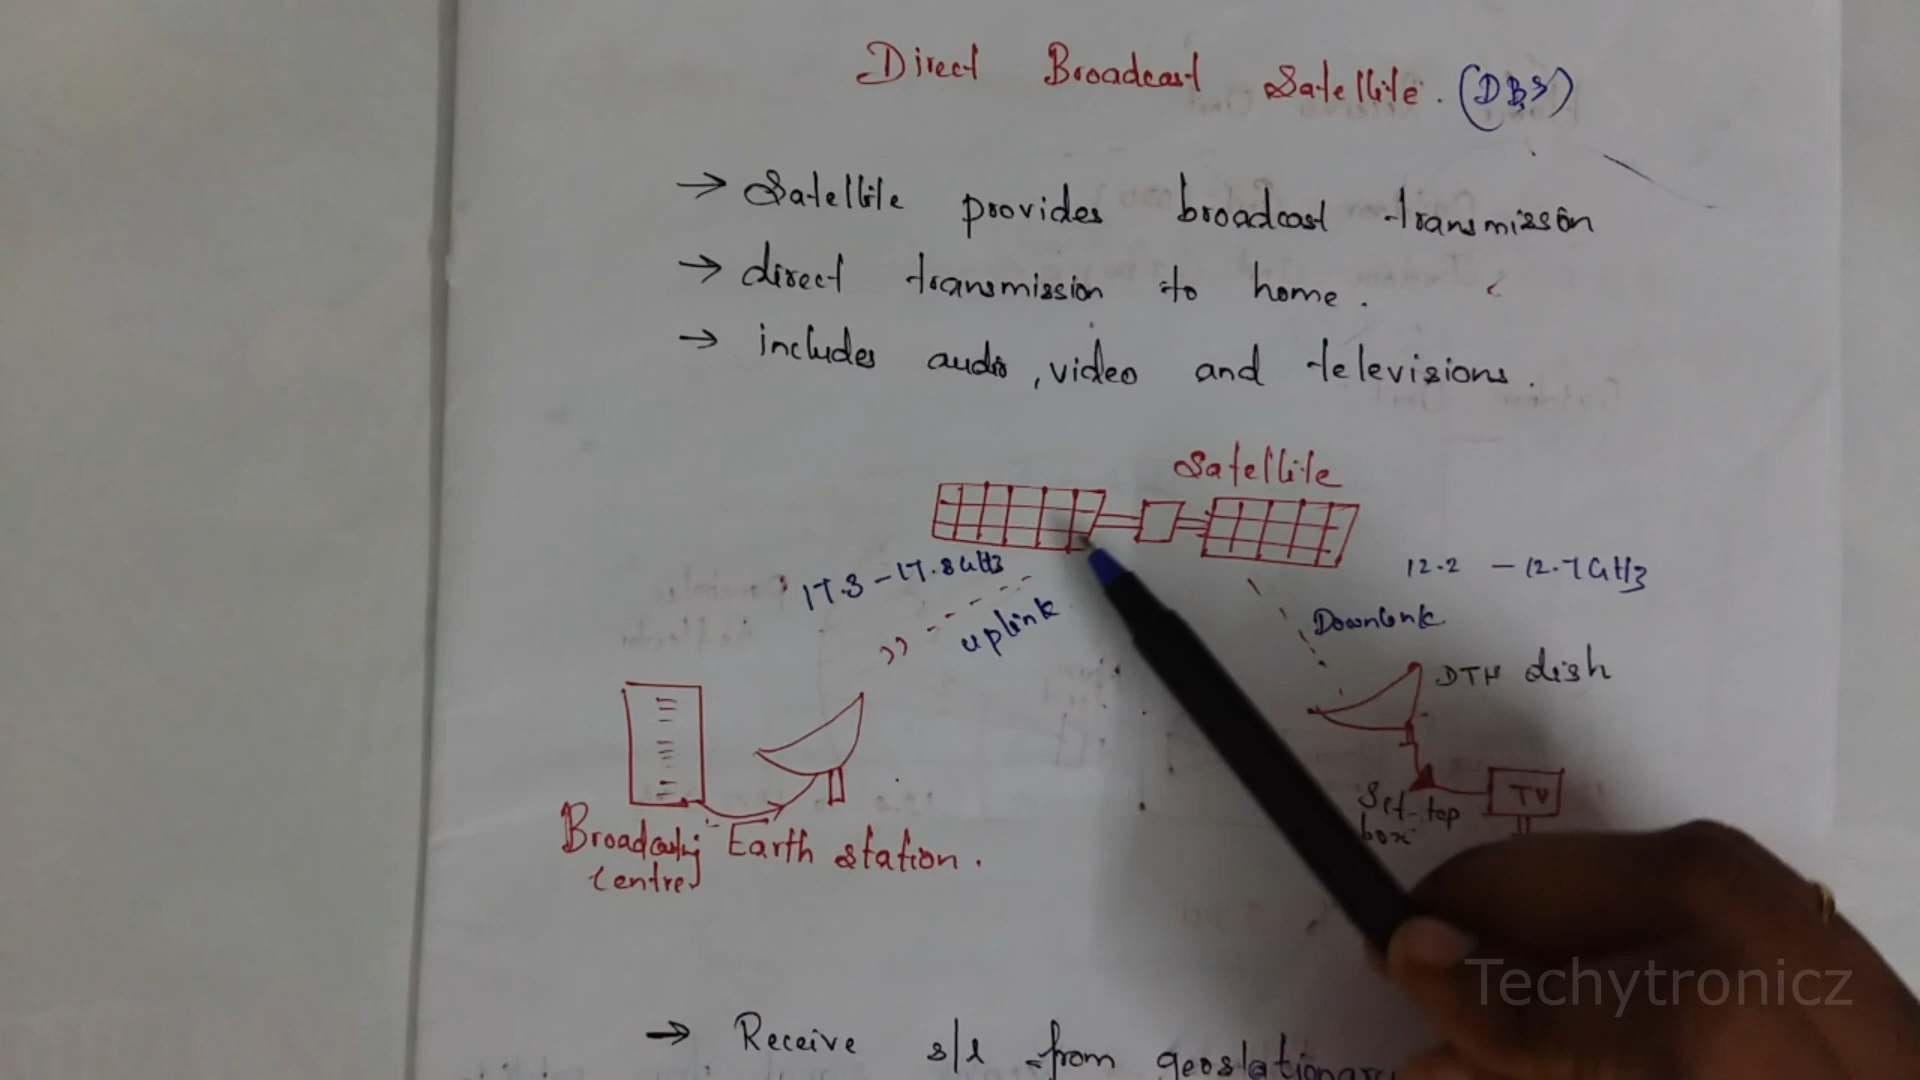 Direct Broadcast Satellite. (DBS)
→ Satellite provides broadcast transmission
→ direct transmission to home.
→ includes audio, video and televisions.
Satellite
17.3 - 17.8 GHz
12.2 - 12.7 GHz
uplink
Downlink
DTH dish
TV
Set-top
box
Broadcasting Earth station.
Centre
Techytronicz
→ Receive s/l from geostationary